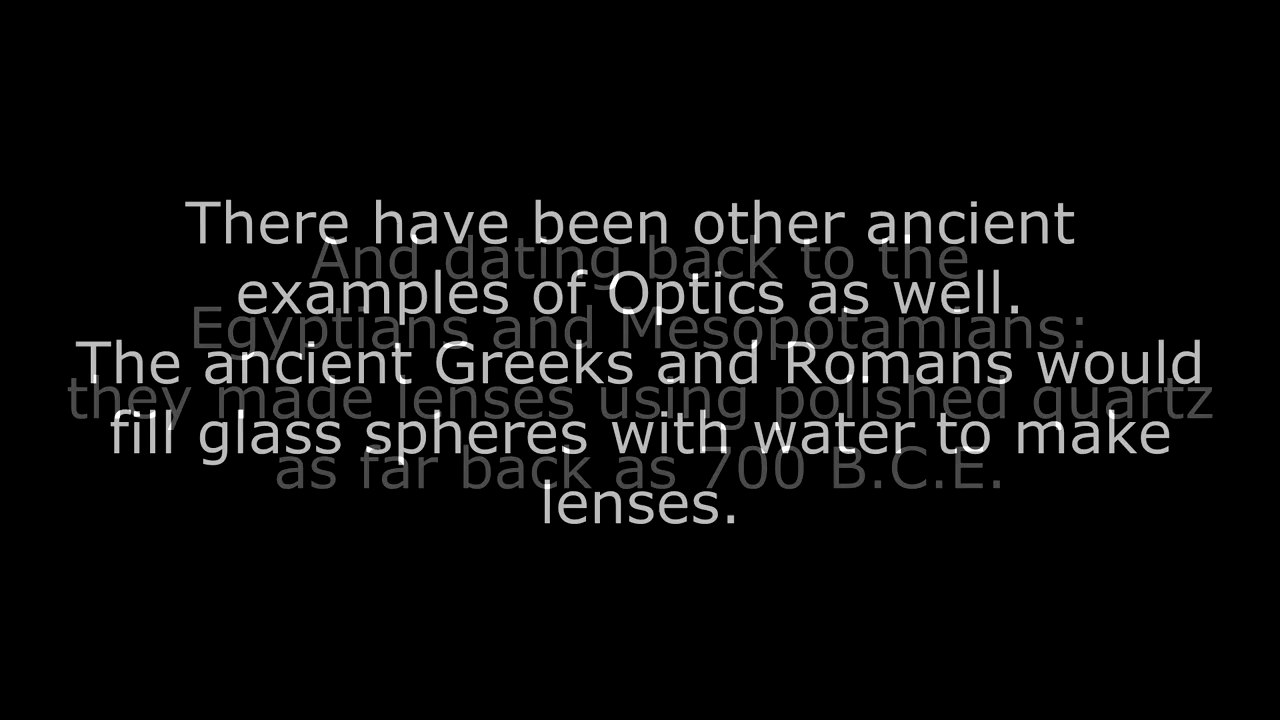 There have been other ancient
examples of Optics as well.
The ancient Greeks and Romans would
fill glass spheres with water to make
lenses.
And dating back to the
Egyptians and Mesopotamians:
they made lenses using polished quartz
as far back as 700 B.C.E.